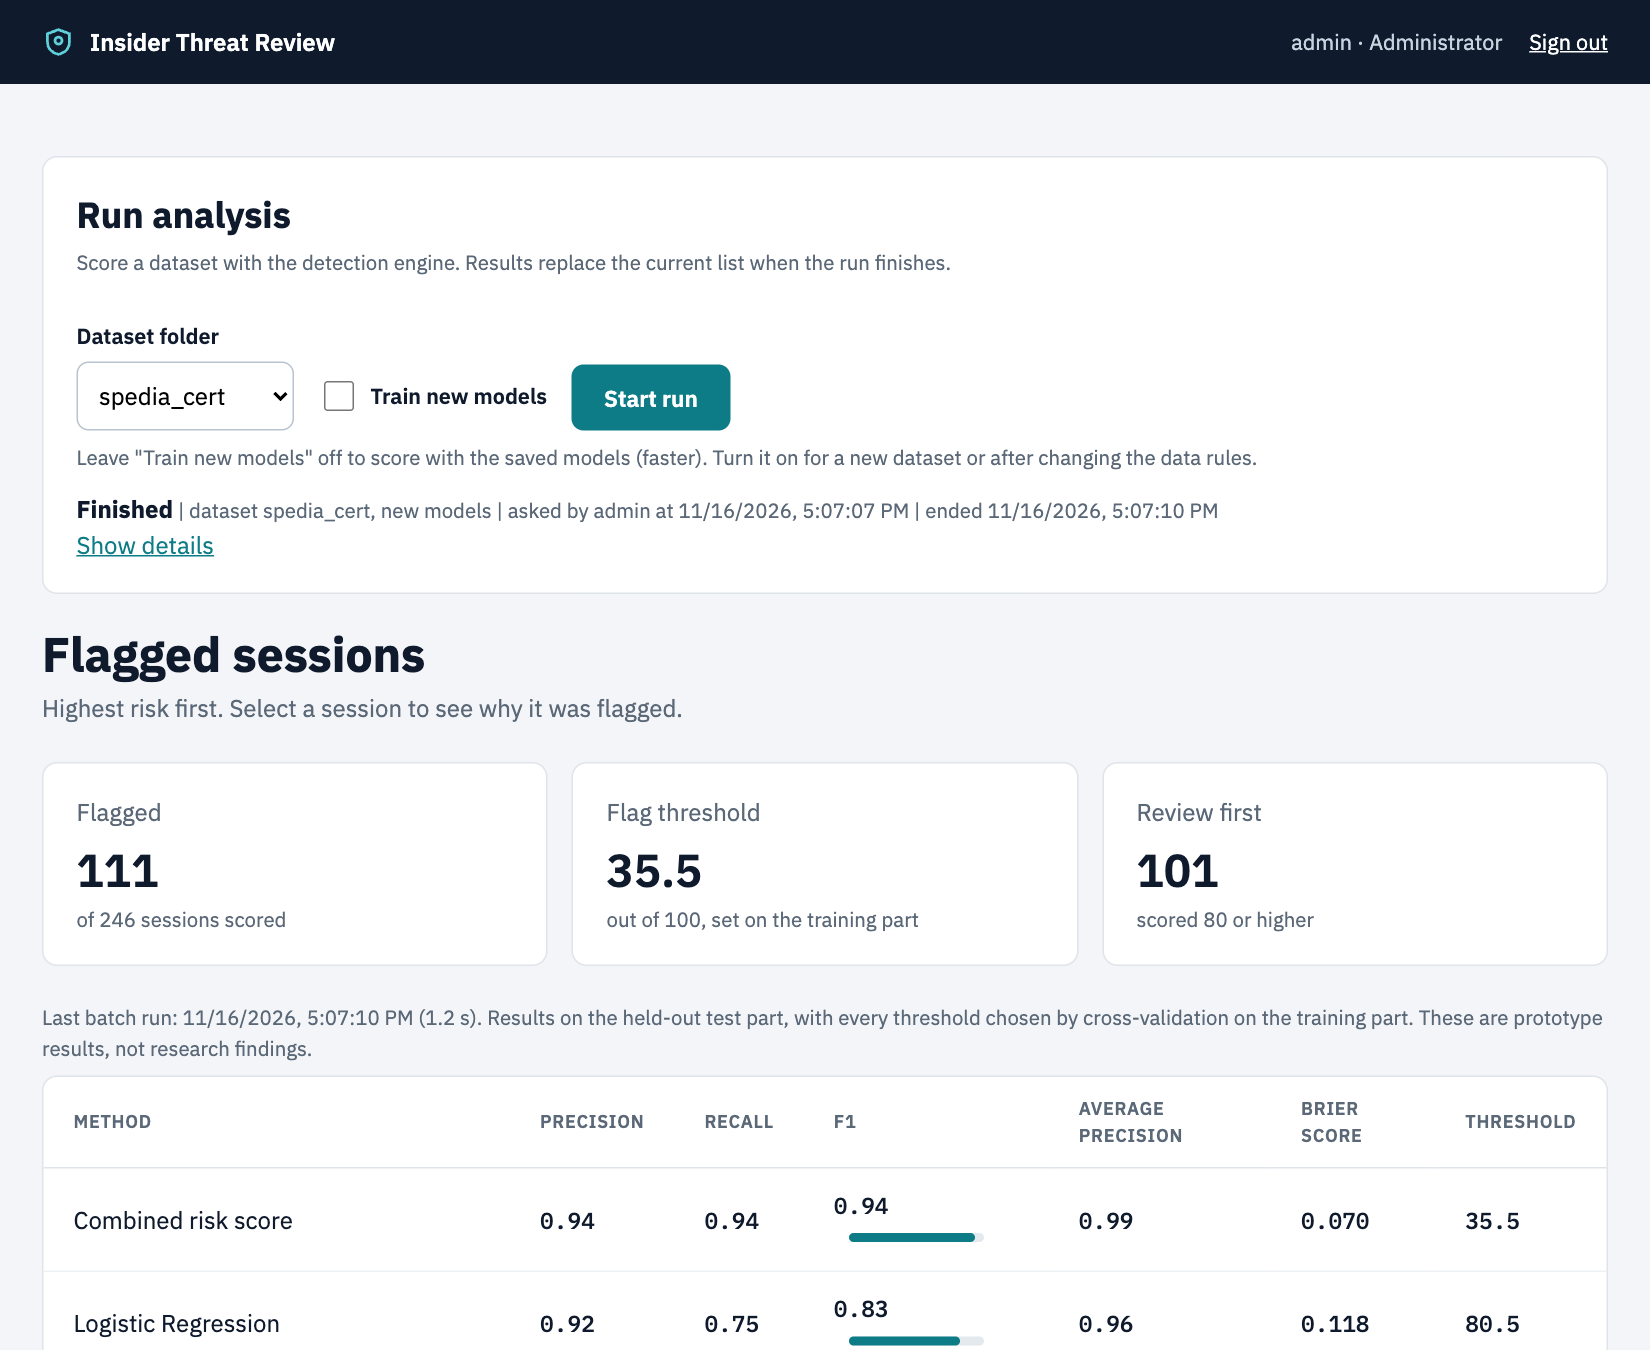 Insider Threat Review
admin · Administrator Sign out
Run analysis
Score a dataset with the detection engine. Results replace the current list when the run finishes.
Dataset folder
spedia_cert Train new models Start run
Leave "Train new models" off to score with the saved models (faster). Turn it on for a new dataset or after changing the data rules.
Finished | dataset spedia_cert, new models | asked by admin at 11/16/2026, 5:07:07 PM | ended 11/16/2026, 5:07:10 PM
Show details
Flagged sessions
Highest risk first. Select a session to see why it was flagged.
Flagged
111
of 246 sessions scored
Flag threshold
35.5
out of 100, set on the training part
Review first
101
scored 80 or higher
Last batch run: 11/16/2026, 5:07:10 PM (1.2 s). Results on the held-out test part, with every threshold chosen by cross-validation on the training part. These are prototype
results, not research findings.
METHOD PRECISION RECALL F1 AVERAGE PRECISION BRIER SCORE THRESHOLD
Combined risk score 0.94 0.94 0.94 0.99 0.070 35.5
Logistic Regression 0.92 0.75 0.83 0.96 0.118 80.5